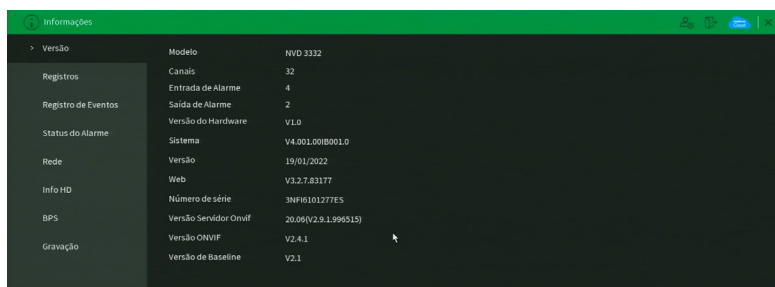 Informações
Cloud
> Versão
Registros
Registro de Eventos
Status do Alarme
Rede
Info HD
BPS
Gravação
Modelo NVD 3332
Canais 32
Entrada de Alarme 4
Saída de Alarme 2
Versão do Hardware V1.0
Sistema V4.001.00IB001.0
Versão 19/01/2022
Web V3.2.7.83177
Número de série 3NFI6101277ES
Versão Servidor Onvif 20.06(V2.9.1.996515)
Versão ONVIF V2.4.1
Versão de Baseline V2.1